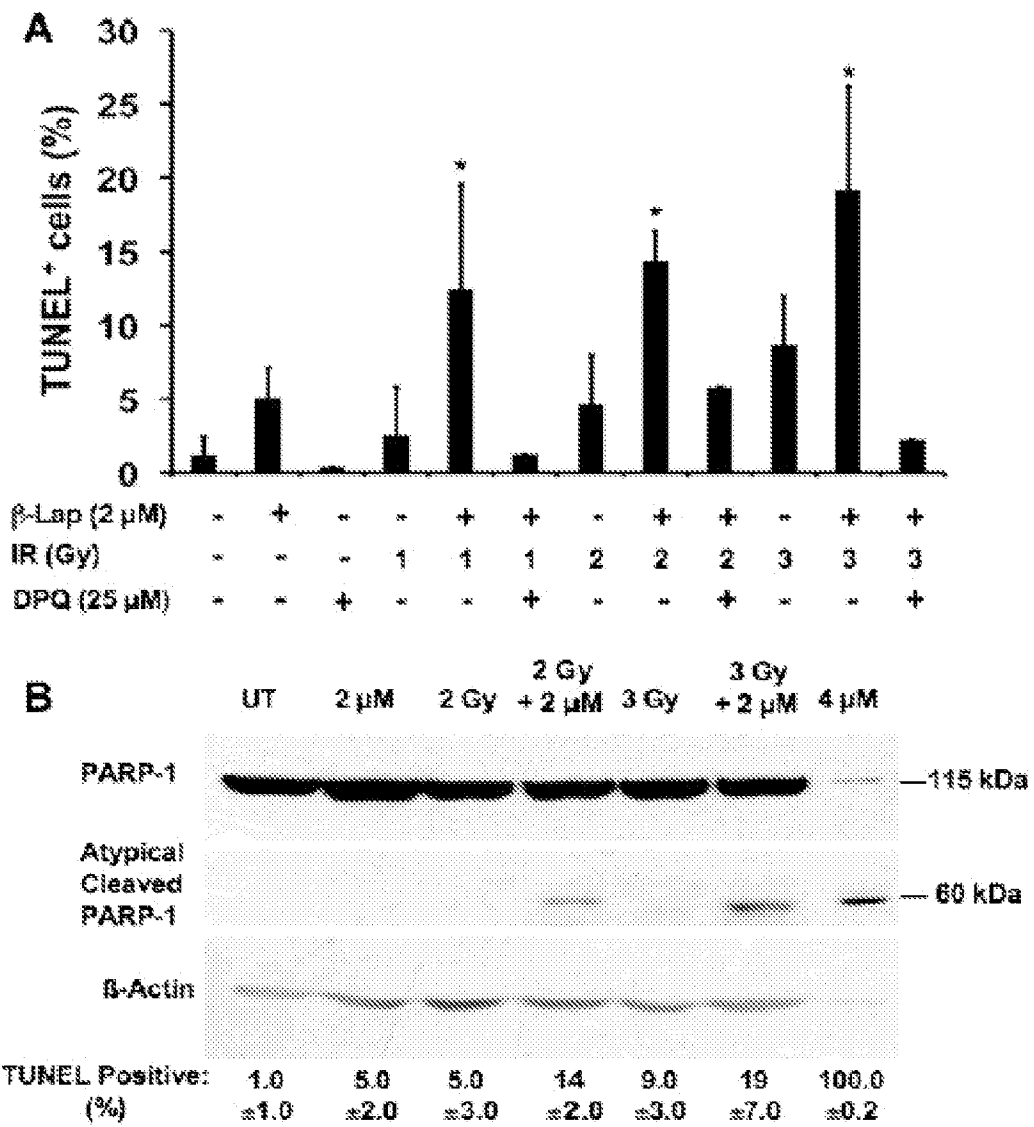 A
30
25
20
15
10
5
0
TUNEL⁺ cells (%)
* * *
β-Lap (2 µM) - + - - + + - + + - + +
IR (Gy) - - - 1 1 1 2 2 2 3 3 3
DPQ (25 µM) - - + - - + - - + - - +
B
UT 2 µM 2 Gy 2 Gy + 2 µM 3 Gy 3 Gy + 2 µM 4 µM
PARP-1 —115 kDa
Atypical
Cleaved — 60 kDa
PARP-1
ß-Actin
TUNEL Positive: 1.0 5.0 5.0 14 9.0 19 100.0
(%) ±1.0 ±2.0 ±3.0 ±2.0 ±3.0 ±7.0 ±0.2